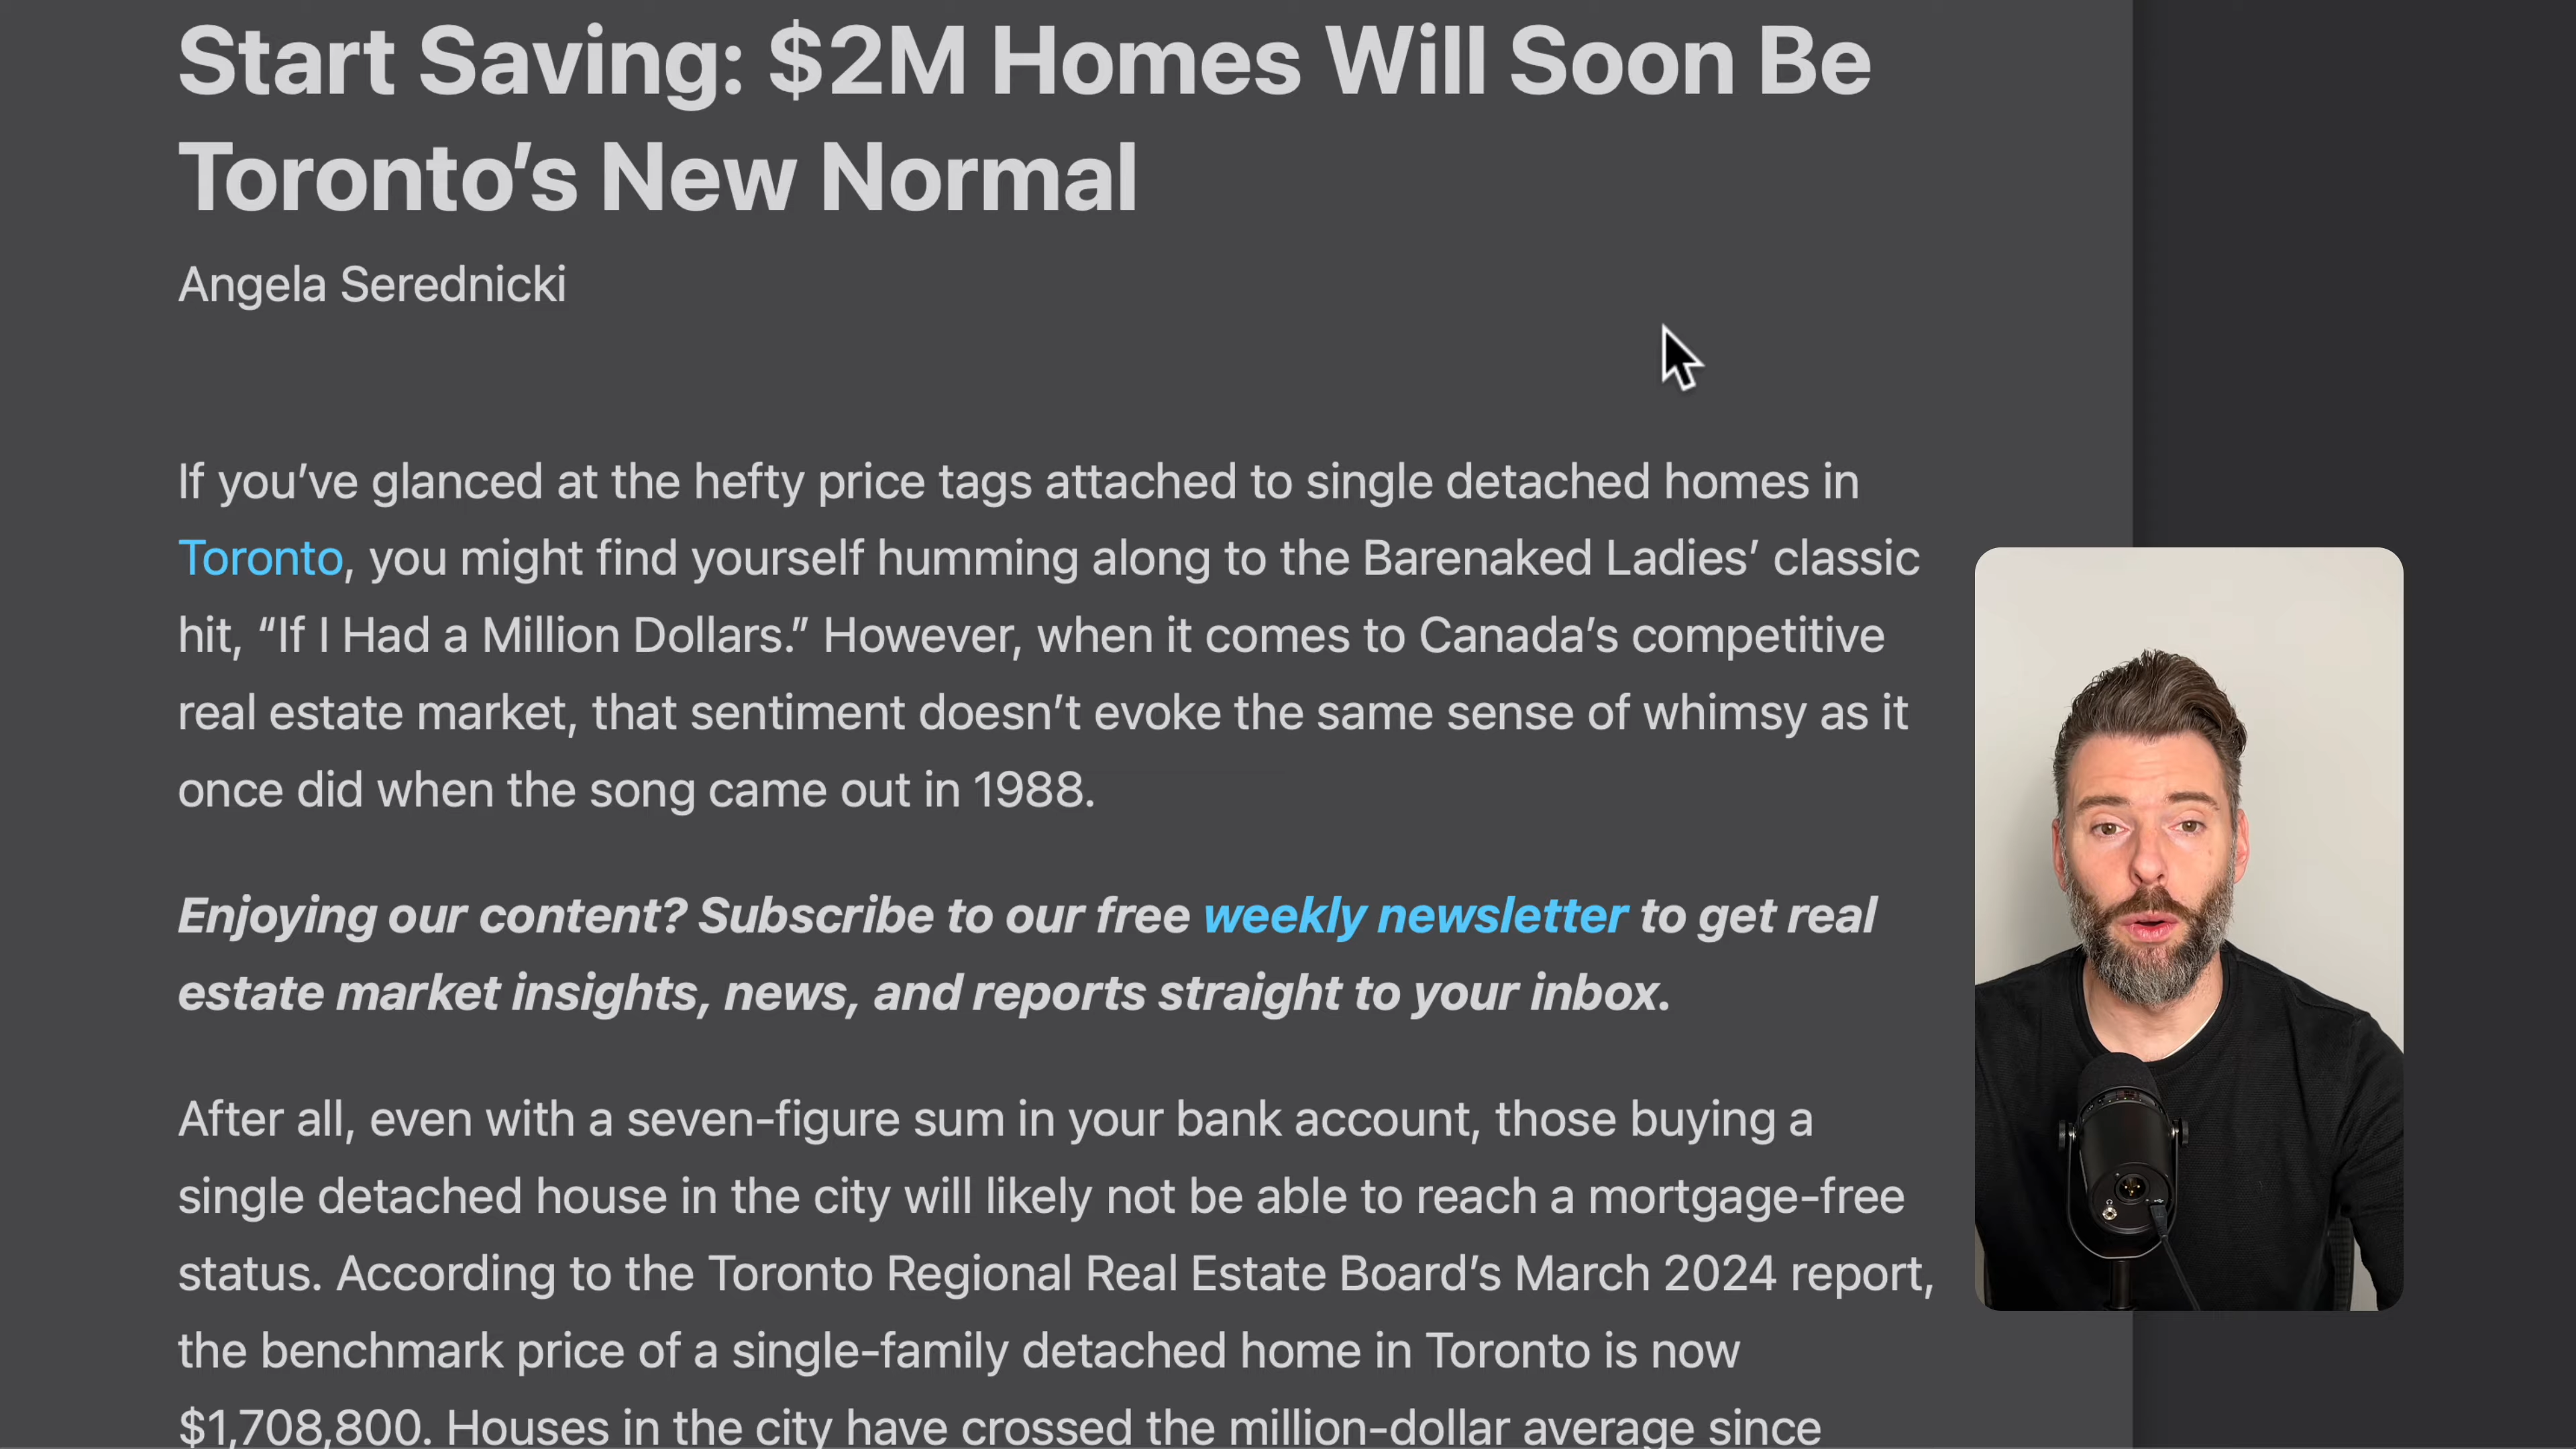 Start Saving: $2M Homes Will Soon Be
Toronto’s New Normal
Angela Serednicki
If you’ve glanced at the hefty price tags attached to single detached homes in
Toronto, you might find yourself humming along to the Barenaked Ladies’ classic
hit, “If I Had a Million Dollars.” However, when it comes to Canada’s competitive
real estate market, that sentiment doesn’t evoke the same sense of whimsy as it
once did when the song came out in 1988.
Enjoying our content? Subscribe to our free weekly newsletter to get real
estate market insights, news, and reports straight to your inbox.
After all, even with a seven-figure sum in your bank account, those buying a
single detached house in the city will likely not be able to reach a mortgage-free
status. According to the Toronto Regional Real Estate Board’s March 2024 report,
the benchmark price of a single-family detached home in Toronto is now
$1,708,800. Houses in the city have crossed the million-dollar average since